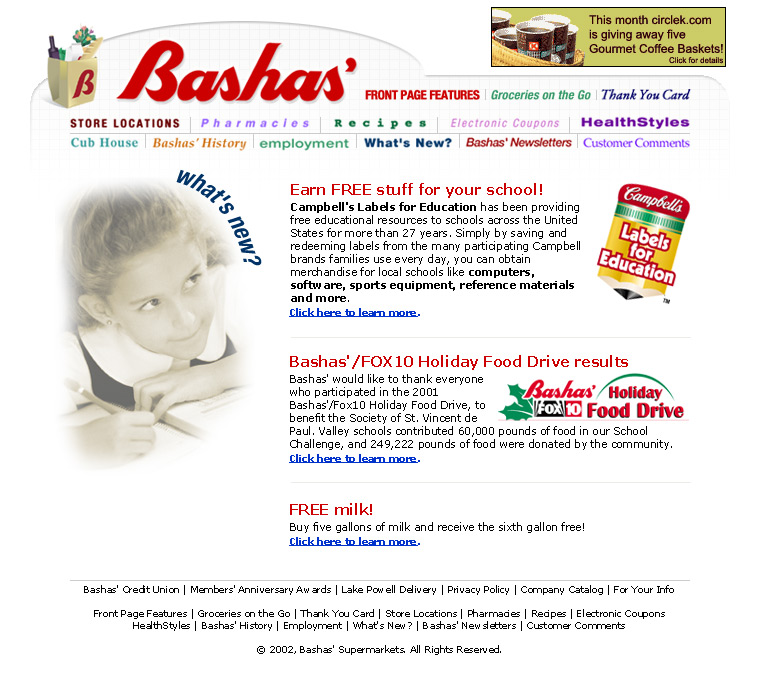 This month circlek.com
is giving away five
Gourmet Coffee Baskets!
Click for details
B
Bashas'
FRONT PAGE FEATURES | Groceries on the Go | Thank You Card
STORE LOCATIONS | Pharmacies | Recipes | Electronic Coupons | HealthStyles
Cub House | Bashas' History | employment | What's New? | Bashas' Newsletters | Customer Comments
what's new?
Earn FREE stuff for your school!
Campbell's Labels for Education has been providing
free educational resources to schools across the United
States for more than 27 years. Simply by saving and
redeeming labels from the many participating Campbell
brands families use every day, you can obtain
merchandise for local schools like computers,
software, sports equipment, reference materials
and more.
Click here to learn more.
Campbell's
Labels
for
Education
TM
Bashas'/FOX10 Holiday Food Drive results
Bashas' would like to thank everyone
who participated in the 2001
Bashas'/Fox10 Holiday Food Drive, to
benefit the Society of St. Vincent de
Paul. Valley schools contributed 60,000 pounds of food in our School
Challenge, and 249,222 pounds of food were donated by the community.
Click here to learn more.
Bashas' Holiday
FOX 10 Food Drive
FREE milk!
Buy five gallons of milk and receive the sixth gallon free!
Click here to learn more.
Bashas' Credit Union | Members' Anniversary Awards | Lake Powell Delivery | Privacy Policy | Company Catalog | For Your Info
Front Page Features | Groceries on the Go | Thank You Card | Store Locations | Pharmacies | Recipes | Electronic Coupons
HealthStyles | Bashas' History | Employment | What's New? | Bashas' Newsletters | Customer Comments
© 2002, Bashas' Supermarkets. All Rights Reserved.